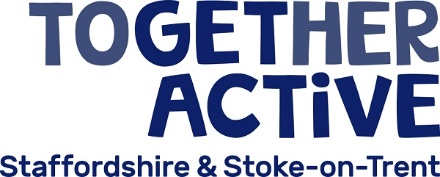 TOGETHER
ACTiVE
Staffordshire & Stoke-on-Trent